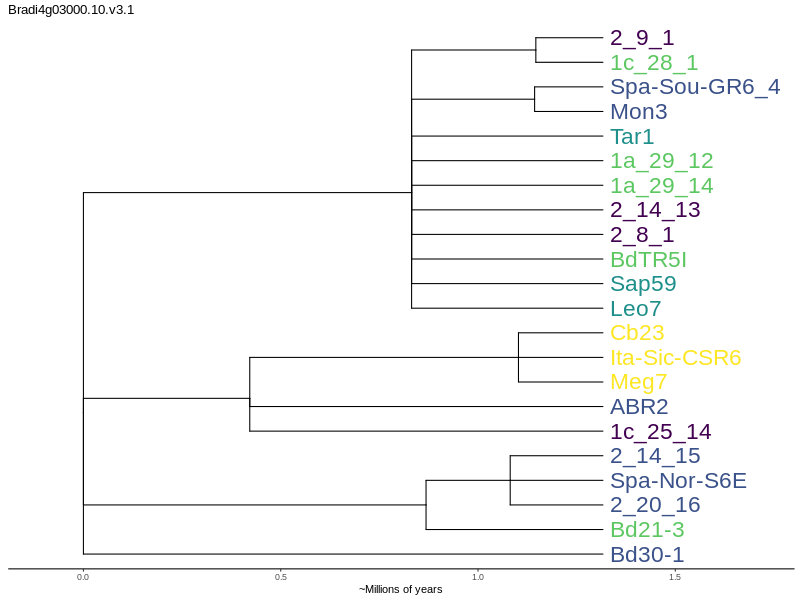 Bradi4g03000.10.v3.1
2_9_1
1c_28_1
Spa-Sou-GR6_4
Mon3
Tar1
1a_29_12
1a_29_14
2_14_13
2_8_1
BdTR5I
Sap59
Leo7
Cb23
Ita-Sic-CSR6
Meg7
ABR2
1c_25_14
2_14_15
Spa-Nor-S6E
2_20_16
Bd21-3
Bd30-1
0.0 0.5 1.0 1.5
~Millions of years